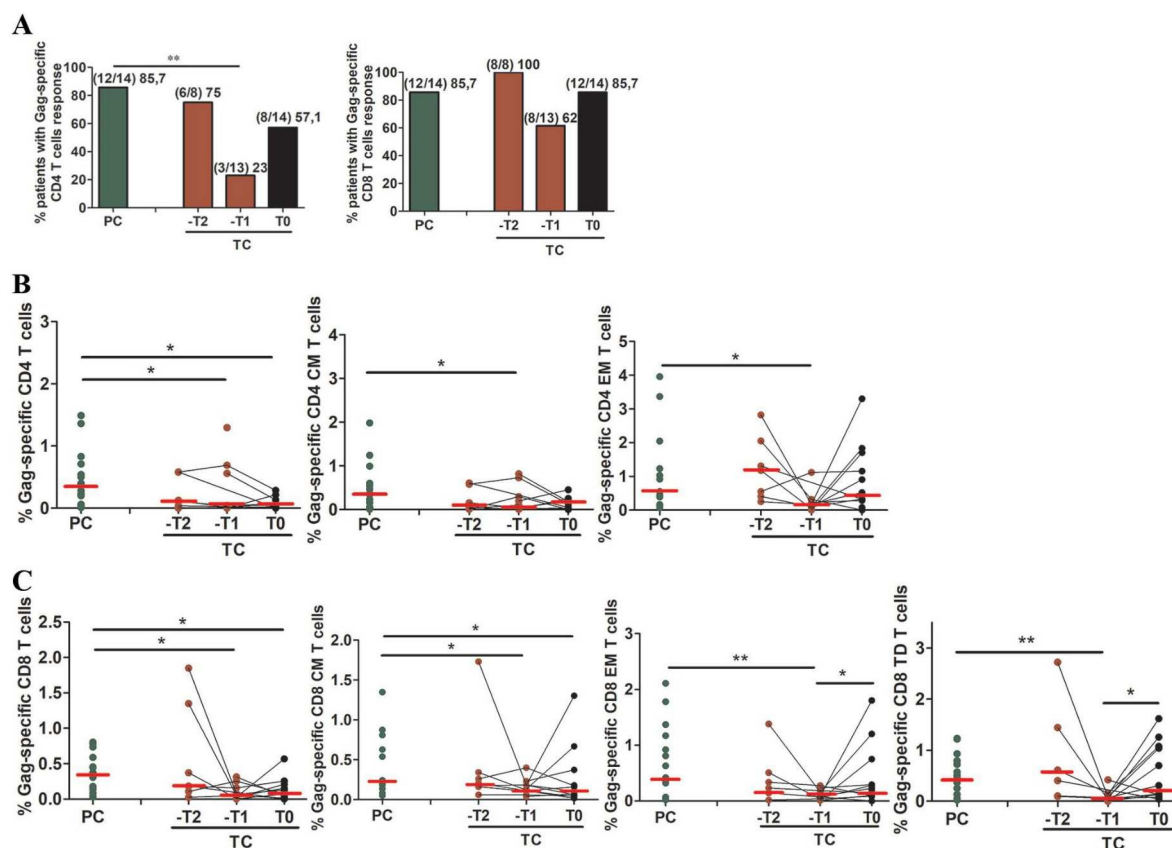 A
% patients with Gag-specific
CD4 T cells response
100
80
60
40
20
0
**
(12/14) 85,7
(6/8) 75
(3/13) 23
(8/14) 57,1
PC
-T2
-T1
T0
TC
% patients with Gag-specific
CD8 T cells response
100
80
60
40
20
0
(12/14) 85,7
(8/8) 100
(8/13) 62
(12/14) 85,7
PC
-T2
-T1
T0
TC
B
% Gag-specific CD4 T cells
3
2
1
0
*
*
PC
-T2
-T1
T0
TC
% Gag-specific CD4 CM T cells
4
3
2
1
0
*
PC
-T2
-T1
T0
TC
% Gag-specific CD4 EM T cells
5
4
3
2
1
0
*
PC
-T2
-T1
T0
TC
C
% Gag-specific CD8 T cells
2.5
2.0
1.5
1.0
0.5
0.0
*
*
PC
-T2
-T1
T0
TC
% Gag-specific CD8 CM T cells
2.0
1.5
1.0
0.5
0.0
*
*
PC
-T2
-T1
T0
TC
% Gag-specific CD8 EM T cells
3
2
1
0
**
*
PC
-T2
-T1
T0
TC
% Gag-specific CD8 TD T cells
3
2
1
0
**
*
PC
-T2
-T1
T0
TC